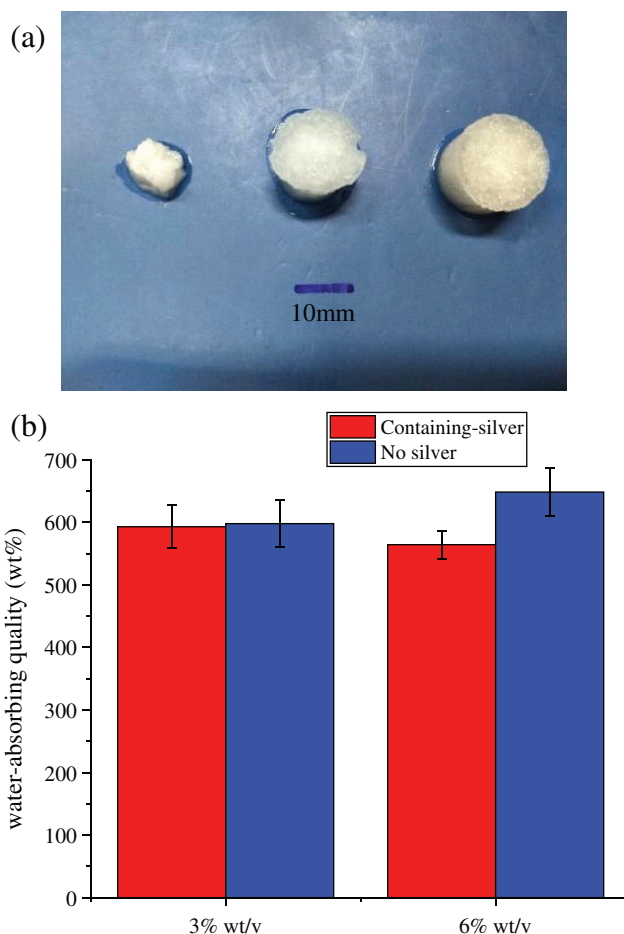 (a)
10mm
(b)
Containing-silver
No silver
700
600
500
400
300
200
100
0
water-absorbing quality (wt%)
3% wt/v
6% wt/v